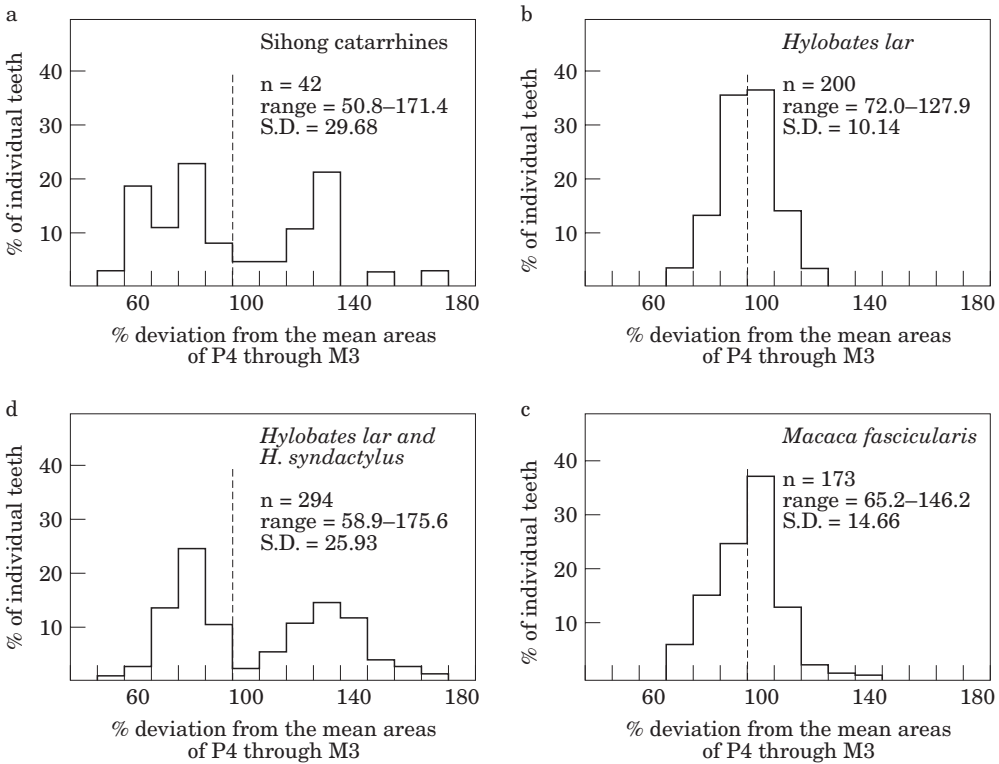 a
Sihong catarrhines
n = 42
range = 50.8–171.4
S.D. = 29.68
% of individual teeth
40
30
20
10
60 100 140 180
% deviation from the mean areas
of P4 through M3
b
Hylobates lar
n = 200
range = 72.0–127.9
S.D. = 10.14
% of individual teeth
40
30
20
10
60 100 140 180
% deviation from the mean areas
of P4 through M3
d
Hylobates lar and
H. syndactylus
n = 294
range = 58.9–175.6
S.D. = 25.93
% of individual teeth
40
30
20
10
60 100 140 180
% deviation from the mean areas
of P4 through M3
c
Macaca fascicularis
n = 173
range = 65.2–146.2
S.D. = 14.66
% of individual teeth
40
30
20
10
60 100 140 180
% deviation from the mean areas
of P4 through M3